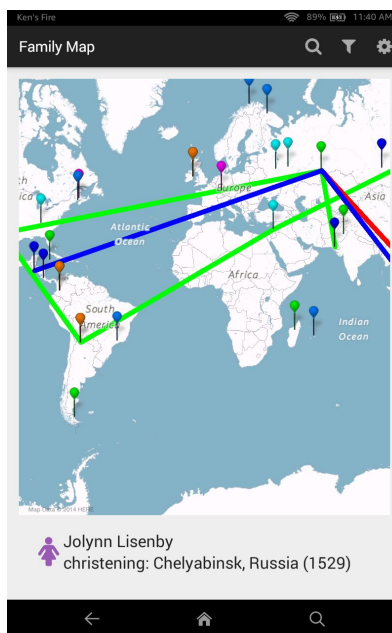 Ken's Fire 89% 11:40 AM
Family Map
Europe
Asia
Atlantic
Ocean
Africa
South
America
Indian
Ocean
Map Data © 2014 HERE
Jolynn Lisenby
christening: Chelyabinsk, Russia (1529)